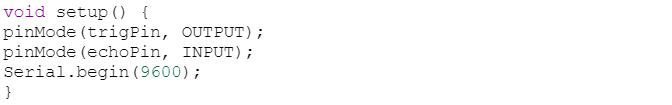 void setup() {
pinMode(trigPin, OUTPUT);
pinMode(echoPin, INPUT);
Serial.begin(9600);
}